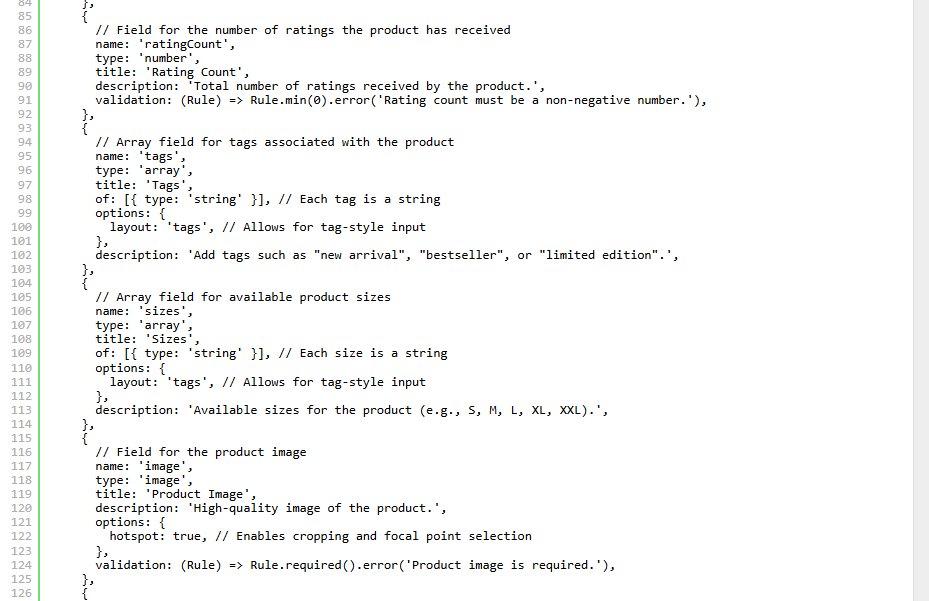 84 },
85 {
86 // Field for the number of ratings the product has received
87 name: 'ratingCount',
88 type: 'number',
89 title: 'Rating Count',
90 description: 'Total number of ratings received by the product.',
91 validation: (Rule) => Rule.min(0).error('Rating count must be a non-negative number.'),
92 },
93 {
94 // Array field for tags associated with the product
95 name: 'tags',
96 type: 'array',
97 title: 'Tags',
98 of: [{ type: 'string' }], // Each tag is a string
99 options: {
100 layout: 'tags', // Allows for tag-style input
101 },
102 description: 'Add tags such as "new arrival", "bestseller", or "limited edition".',
103 },
104 {
105 // Array field for available product sizes
106 name: 'sizes',
107 type: 'array',
108 title: 'Sizes',
109 of: [{ type: 'string' }], // Each size is a string
110 options: {
111 layout: 'tags', // Allows for tag-style input
112 },
113 description: 'Available sizes for the product (e.g., S, M, L, XL, XXL).',
114 },
115 {
116 // Field for the product image
117 name: 'image',
118 type: 'image',
119 title: 'Product Image',
120 description: 'High-quality image of the product.',
121 options: {
122 hotspot: true, // Enables cropping and focal point selection
123 },
124 validation: (Rule) => Rule.required().error('Product image is required.'),
125 },
126 {